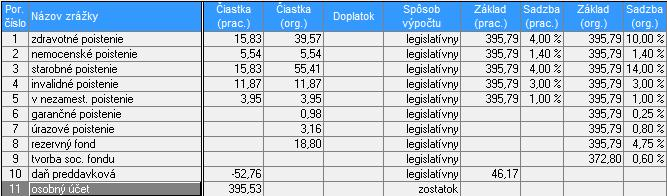 Por. číslo Názov zrážky Čiastka (prac.) Čiastka (org.) Doplatok Spôsob výpočtu Základ (prac.) Sadzba (prac.) Základ (org.) Sadzba (org.)
1 zdravotné poistenie 15,83 39,57 legislatívny 395,79 4,00 % 395,79 10,00 %
2 nemocenské poistenie 5,54 5,54 legislatívny 395,79 1,40 % 395,79 1,40 %
3 starobné poistenie 15,83 55,41 legislatívny 395,79 4,00 % 395,79 14,00 %
4 invalidné poistenie 11,87 11,87 legislatívny 395,79 3,00 % 395,79 3,00 %
5 v nezamest. poistenie 3,95 3,95 legislatívny 395,79 1,00 % 395,79 1,00 %
6 garančné poistenie 0,98 legislatívny 395,79 0,25 %
7 úrazové poistenie 3,16 legislatívny 395,79 0,80 %
8 rezervný fond 18,80 legislatívny 395,79 4,75 %
9 tvorba soc. fondu legislatívny 372,80 0,60 %
10 daň preddavková -52,76 legislatívny 46,17
11 osobný účet 395,53 zostatok